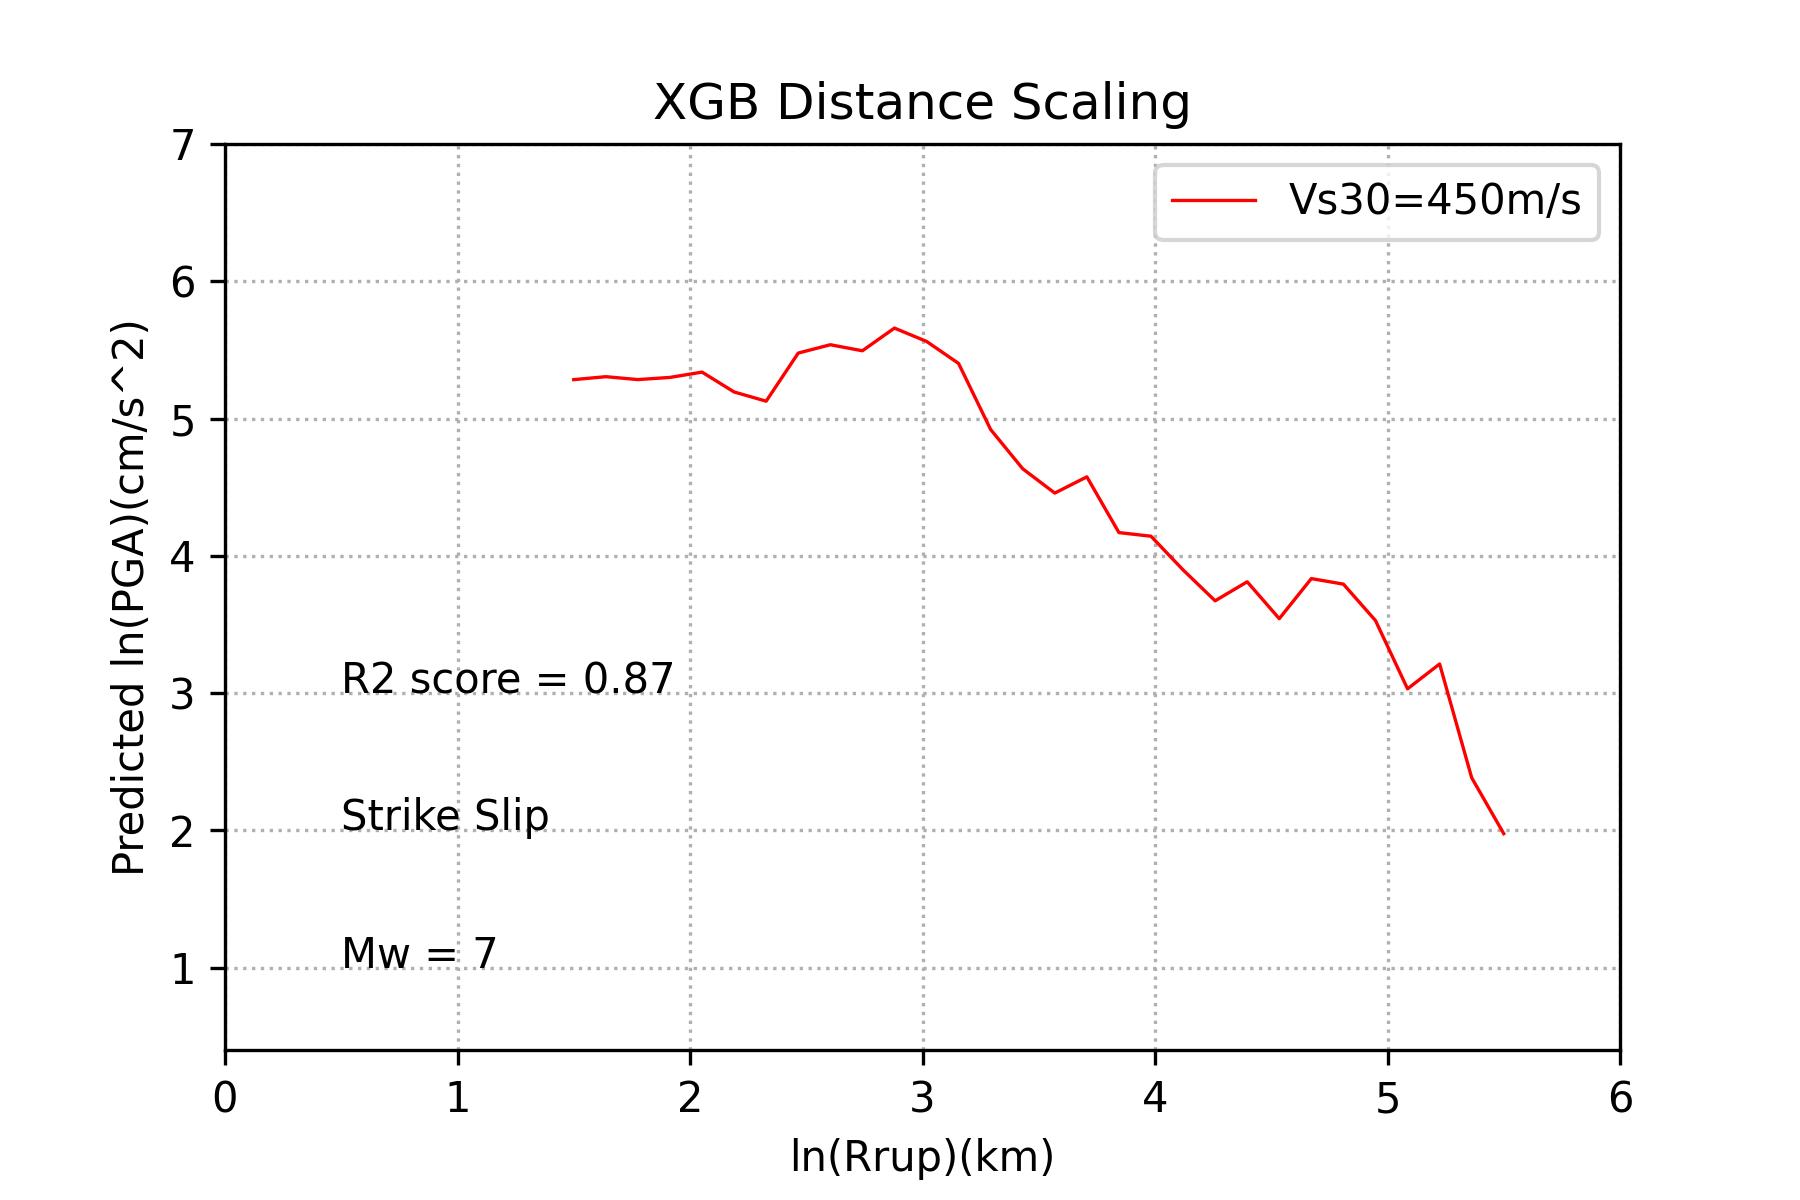 XGB Distance Scaling
7
6
5
4
3
2
1
Predicted ln(PGA)(cm/s^2)
Vs30=450m/s
R2 score = 0.87
Strike Slip
Mw = 7
0 1 2 3 4 5 6
ln(Rrup)(km)